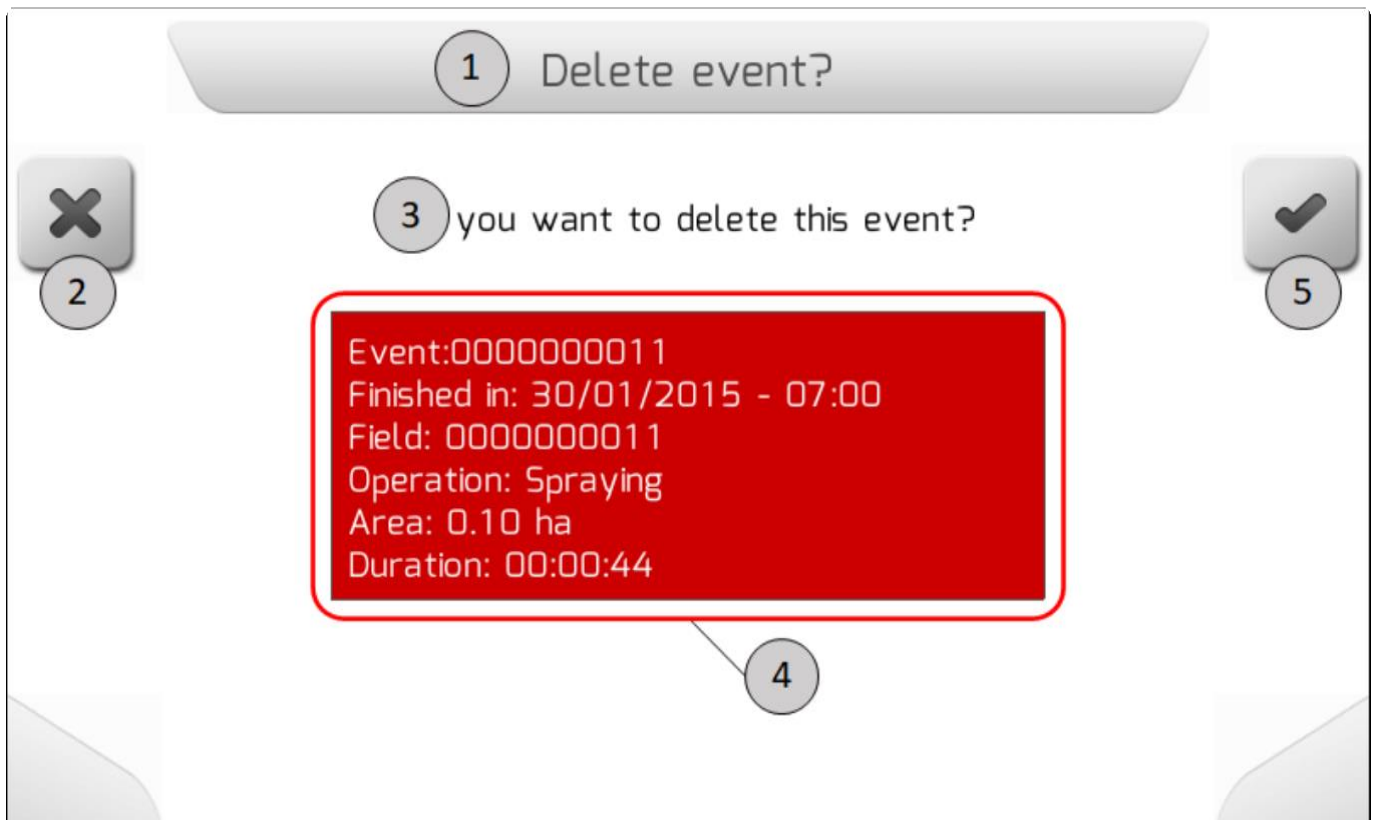 1 Delete event?
3 you want to delete this event?
2
5
Event:0000000011
Finished in: 30/01/2015 - 07:00
Field: 0000000011
Operation: Spraying
Area: 0.10 ha
Duration: 00:00:44
4